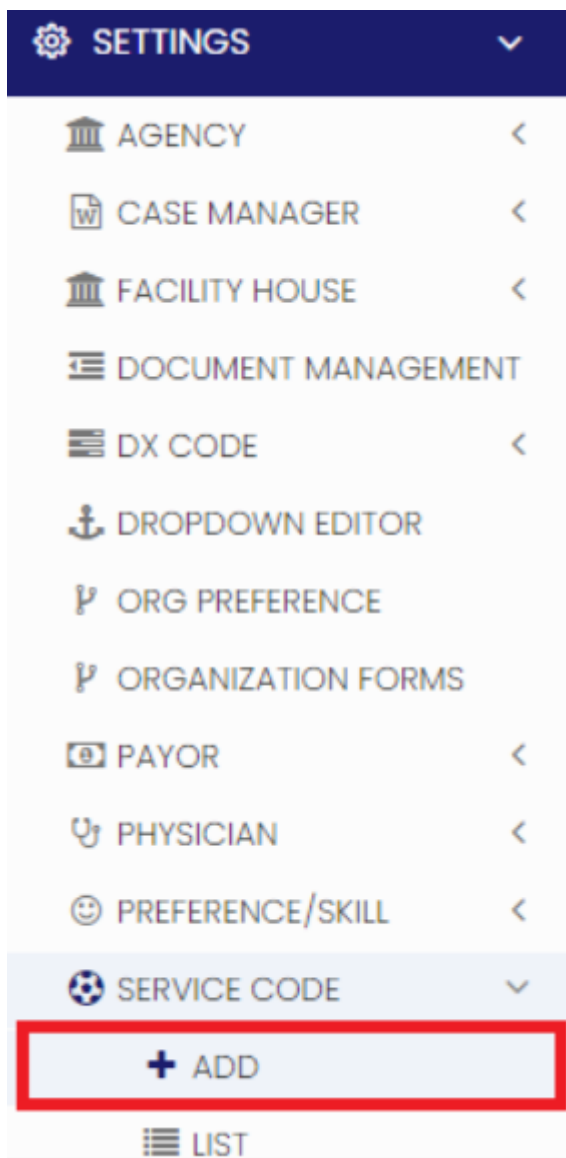 SETTINGS
AGENCY
CASE MANAGER
FACILITY HOUSE
DOCUMENT MANAGEMENT
DX CODE
DROPDOWN EDITOR
ORG PREFERENCE
ORGANIZATION FORMS
PAYOR
PHYSICIAN
PREFERENCE/SKILL
SERVICE CODE
ADD
LIST